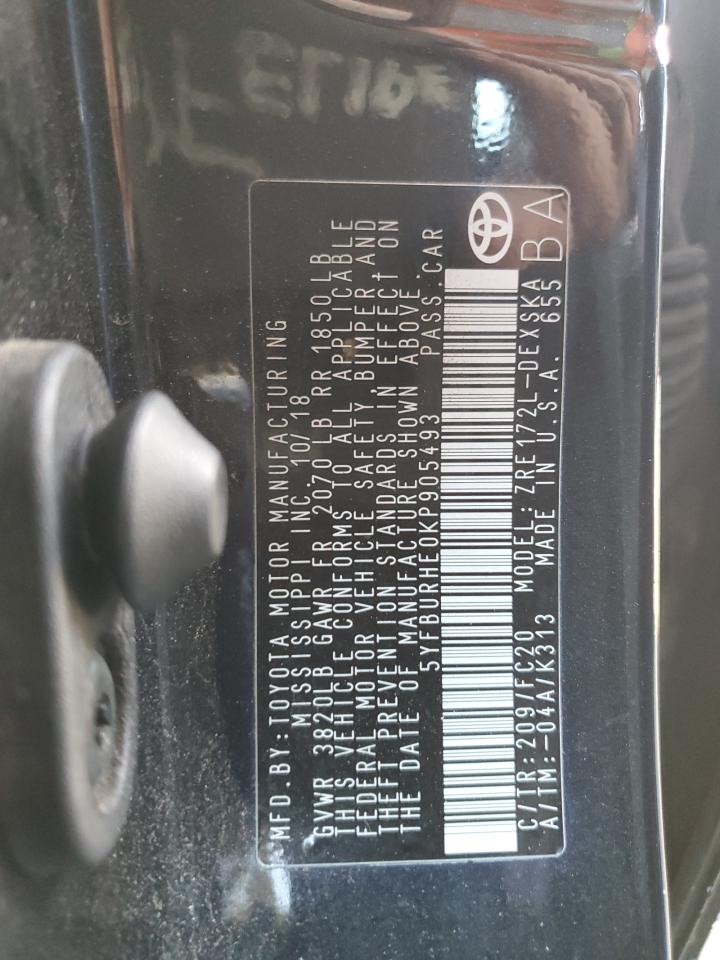 MFD.BY:TOYOTA MOTOR MANUFACTURING
MISSISSIPPI INC.10/18
GVWR 3820LB GAWR FR 2070 LB RR 1850 LB
THIS VEHICLE CONFORMS TO ALL APPLICABLE
FEDERAL MOTOR VEHICLE SAFETY, BUMPER, AND
THEFT PREVENTION STANDARDS IN EFFECT ON
THE DATE OF MANUFACTURE SHOWN ABOVE.
5YFBURHE0KP905493 PASS.CAR
C/TR:209/FC20 MODEL:ZRE172L-DEXSKA
A/TM:-04A/K313 MADE IN U.S.A. 655
BA